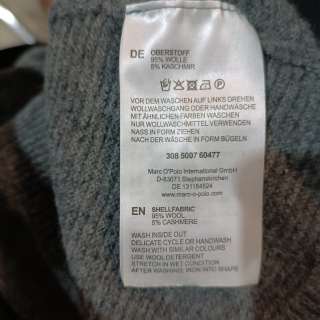 DE OBERSTOFF
95% WOLLE
5% KASCHMIR
VOR DEM WASCHEN AUF LINKS DREHEN
WOLLWASCHGANG ODER HANDWÄSCHE
MIT ÄHNLICHEN FARBEN WASCHEN
NUR WOLLWASCHMITTEL VERWENDEN
NASS IN FORM ZIEHEN
NACH DER WÄSCHE IN FORM BÜGELN
308 5007 60477
Marc O'Polo International GmbH
D-83071 Stephanskirchen
DE 131184524
www.marc-o-polo.com
EN SHELLFABRIC
95% WOOL
5% CASHMERE
WASH INSIDE OUT
DELICATE CYCLE OR HANDWASH
WASH WITH SIMILAR COLOURS
USE WOOL DETERGENT
STRETCH IN WET CONDITION
AFTER WASHING, IRON INTO SHAPE